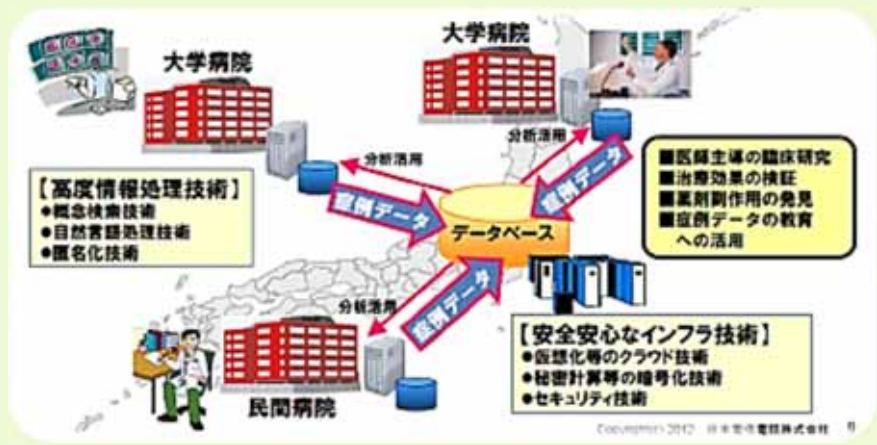 大学病院
大学病院
分析活用
分析活用
症例データ
症例データ
■医師主導の臨床研究
■治療効果の検証
■薬剤副作用の発見
■症例データの教育
への活用
【高度情報処理技術】
●概念検索技術
●自然言語処理技術
●匿名化技術
データベース
分析活用
症例データ
民間病院
【安全安心なインフラ技術】
●仮想化等のクラウド技術
●秘密計算等の暗号化技術
●セキュリティ技術
Copyright(c) 2012 日本電信電話株式会社